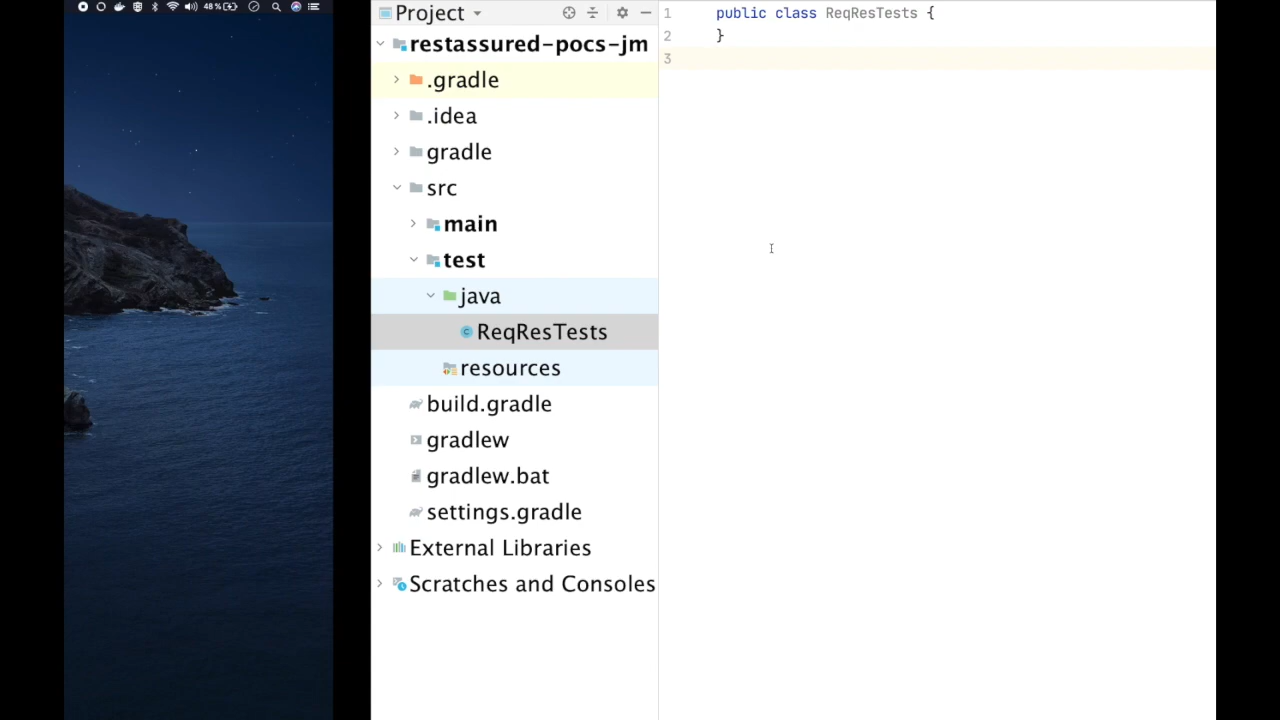 48%
Project
restassured-pocs-jm
.gradle
.idea
gradle
src
main
test
java
ReqResTests
resources
build.gradle
gradlew
gradlew.bat
settings.gradle
External Libraries
Scratches and Consoles
1 public class ReqResTests {
2 }
3